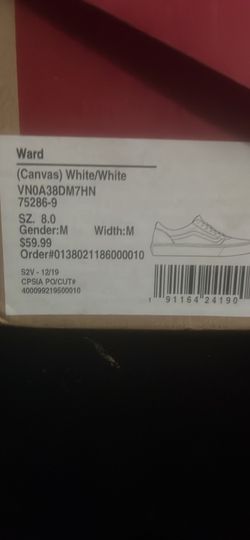 Ward
(Canvas) White/White
VN0A38DM7HN
75286-9
SZ. 8.0
Gender:M Width:M
$59.99
Order#0138021186000010
S2V - 12/19
CPSIA PO/CUT#
400099219500010
1 91164 24190